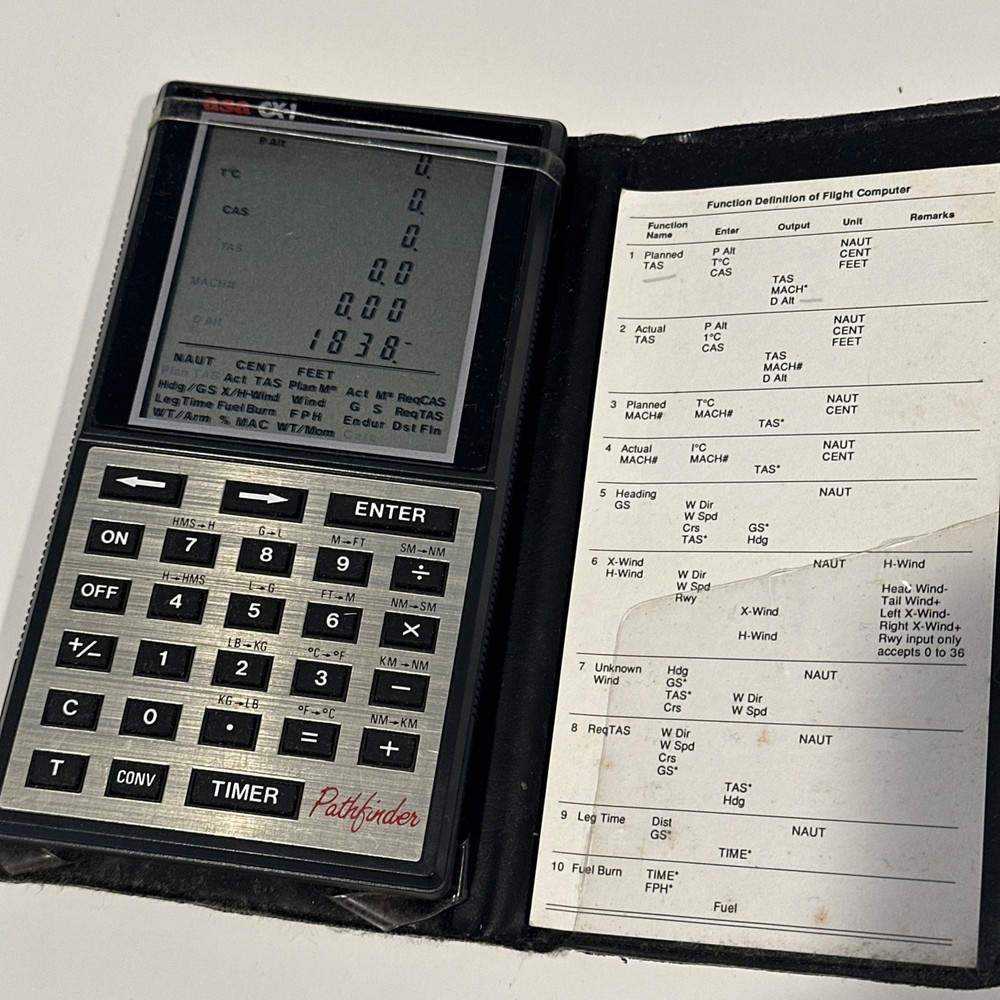 asa CX-1
P Alt 0.
T°C 0.
CAS 0.
TAS 0.0
MACH# 0.00
D Alt 1838.-
NAUT CENT FEET
Plan TAS Act TAS Plan M# Act M# ReqCAS
Hdg/GS X/H-Wind Wind G S ReqTAS
Leg Time Fuel Burn FPH Endur Dst Fln
WT/Arm % MAC WT/Mom Calc
← → ENTER
HMS→H G→L M→FT SM→NM
ON 7 8 9 ÷
H→HMS L→G FT→M NM→SM
OFF 4 5 6 ×
LB→KG °C→°F KM→NM
+/− 1 2 3 −
KG→LB °F→°C NM→KM
C 0 . = +
T CONV TIMER Pathfinder
Function Definition of Flight Computer
Function Name Enter Output Unit Remarks
1 Planned TAS
P Alt
T°C
CAS
TAS
MACH*
D Alt
NAUT
CENT
FEET
2 Actual TAS
P Alt
1°C
CAS
TAS
MACH#
D Alt
NAUT
CENT
FEET
3 Planned MACH#
T°C
MACH#
TAS*
NAUT
CENT
4 Actual MACH#
I°C
MACH#
TAS*
NAUT
CENT
5 Heading GS
W Dir
W Spd
Crs
TAS*
GS*
Hdg
NAUT
6 X-Wind H-Wind
W Dir
W Spd
Rwy
X-Wind
H-Wind
NAUT
H-Wind
Head Wind-
Tail Wind+
Left X-Wind-
Right X-Wind+
Rwy input only
accepts 0 to 36
7 Unknown Wind
Hdg
GS*
TAS*
Crs
W Dir
W Spd
NAUT
8 ReqTAS
W Dir
W Spd
Crs
GS*
TAS*
Hdg
NAUT
9 Leg Time
Dist
GS*
TIME*
NAUT
10 Fuel Burn
TIME*
FPH*
Fuel